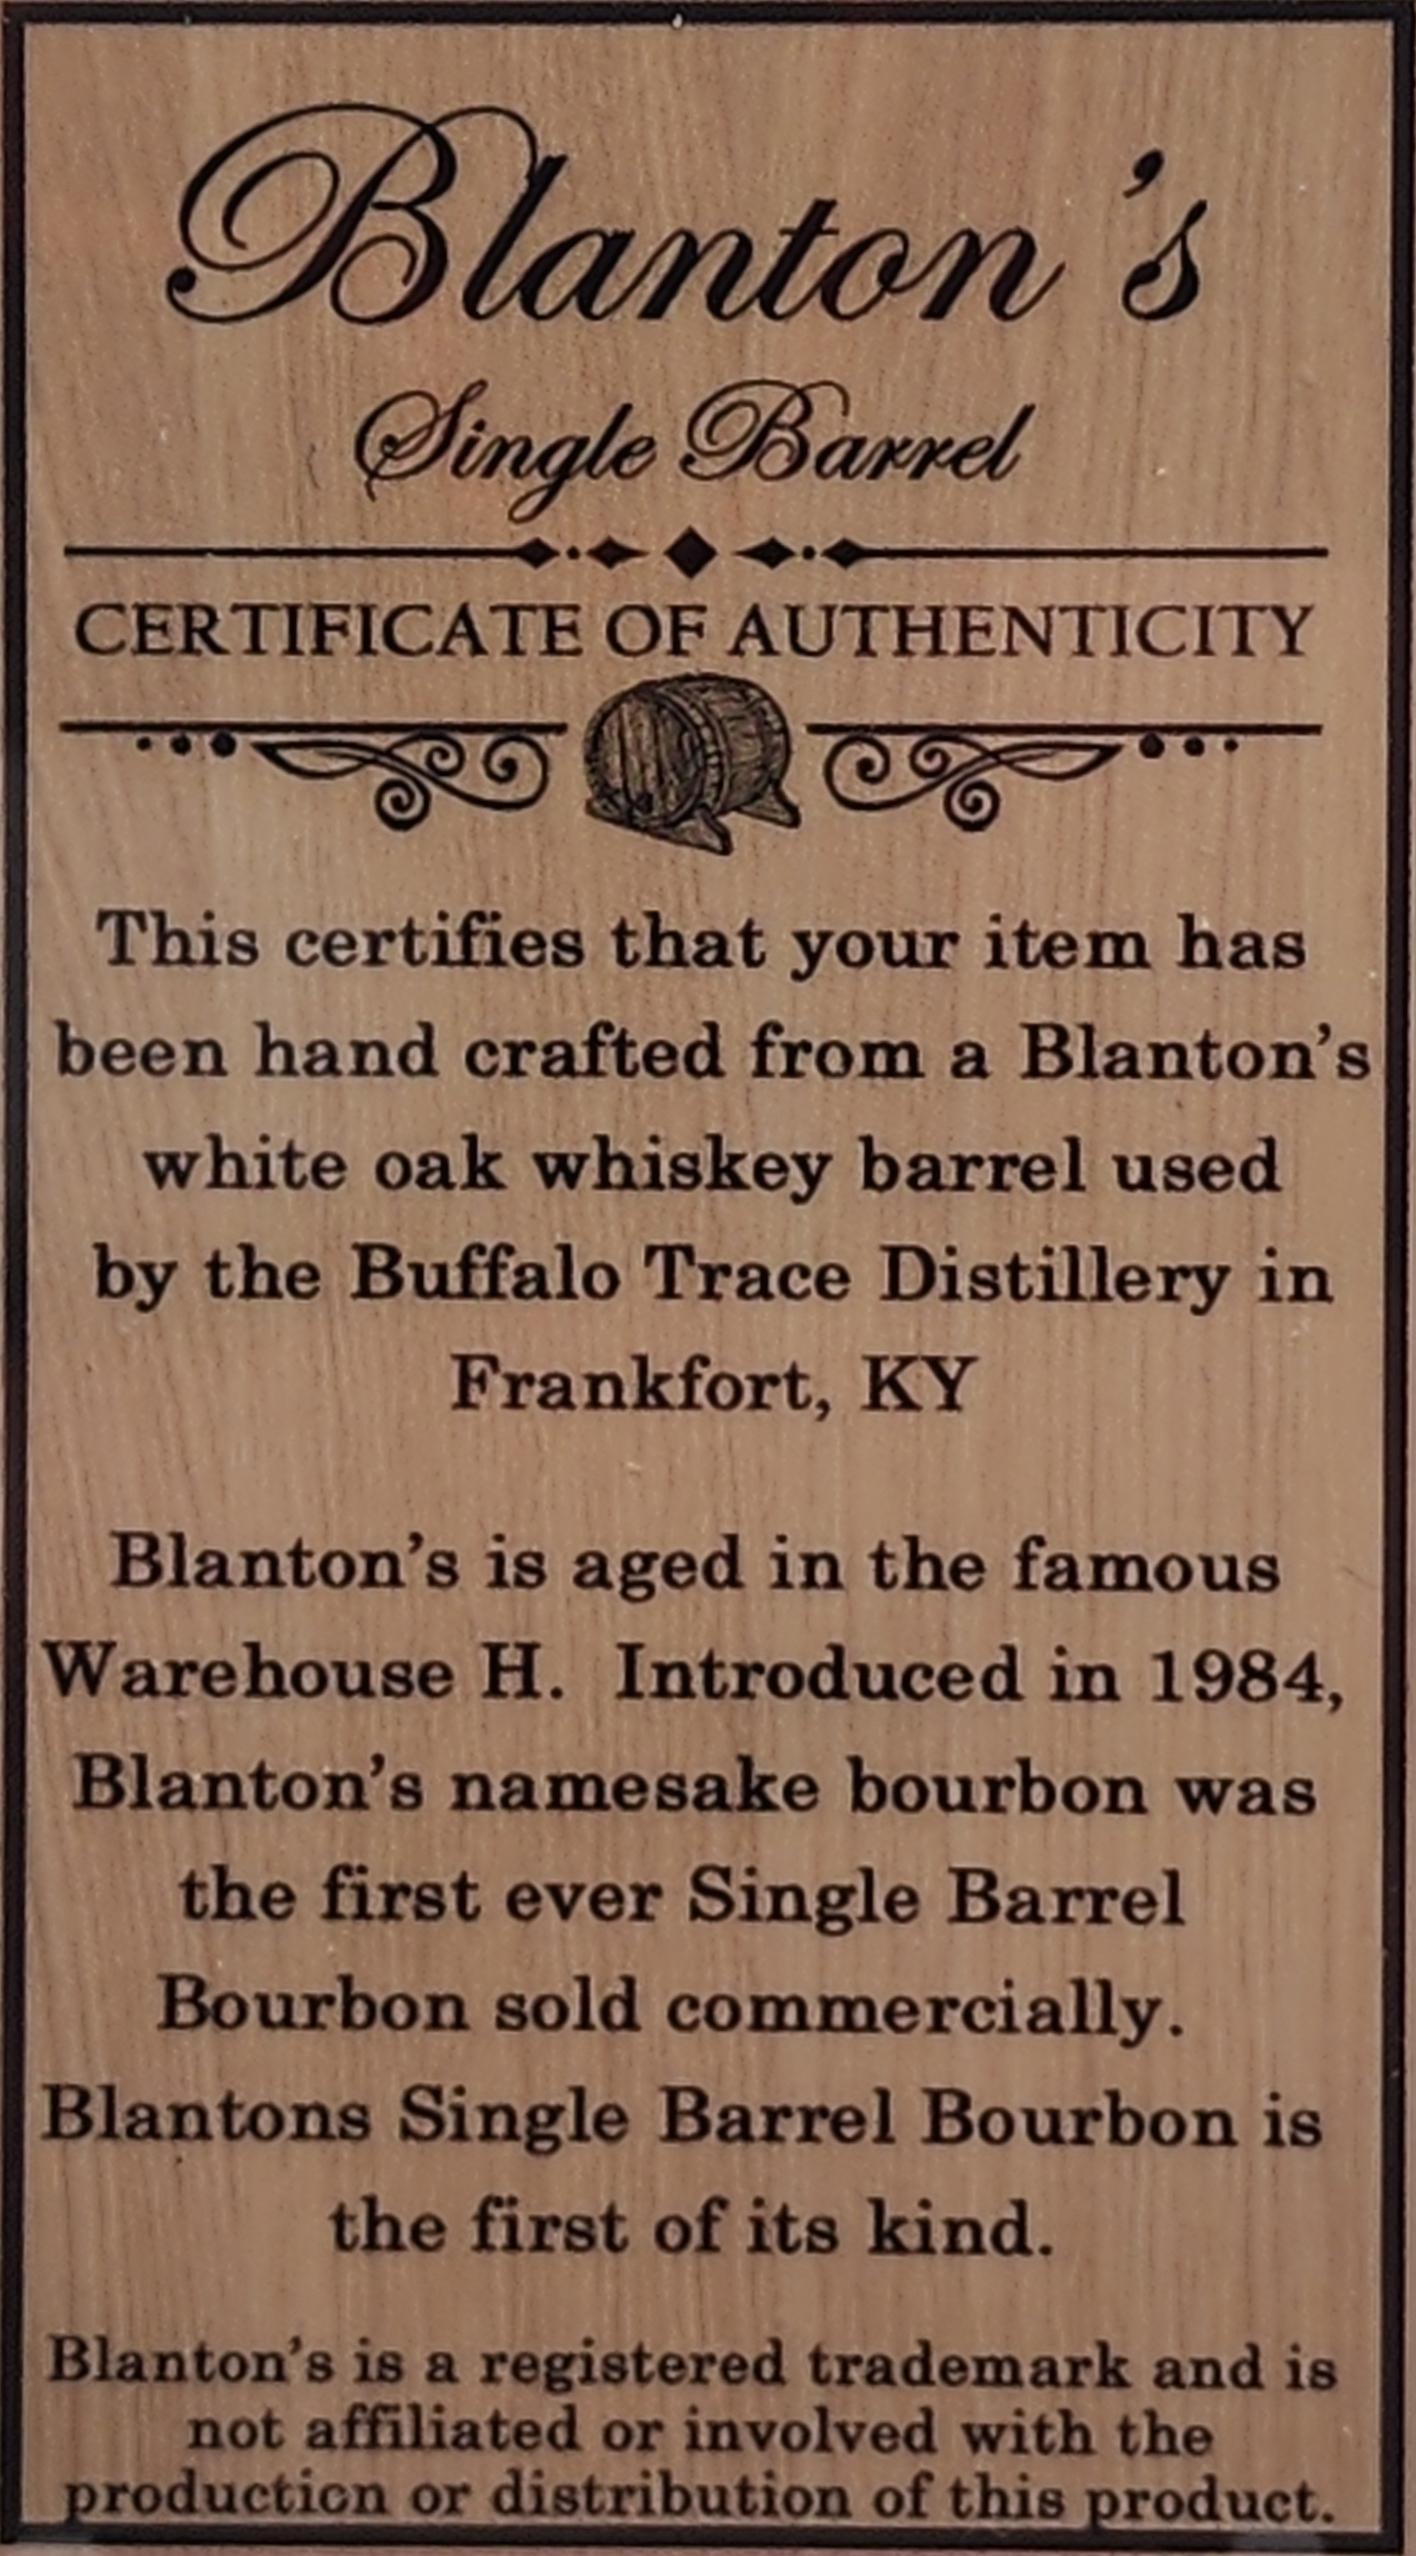 Blanton's
Single Barrel
CERTIFICATE OF AUTHENTICITY
This certifies that your item has
been hand crafted from a Blanton's
white oak whiskey barrel used
by the Buffalo Trace Distillery in
Frankfort, KY
Blanton's is aged in the famous
Warehouse H. Introduced in 1984,
Blanton's namesake bourbon was
the first ever Single Barrel
Bourbon sold commercially.
Blantons Single Barrel Bourbon is
the first of its kind.
Blanton's is a registered trademark and is
not affiliated or involved with the
production or distribution of this product.